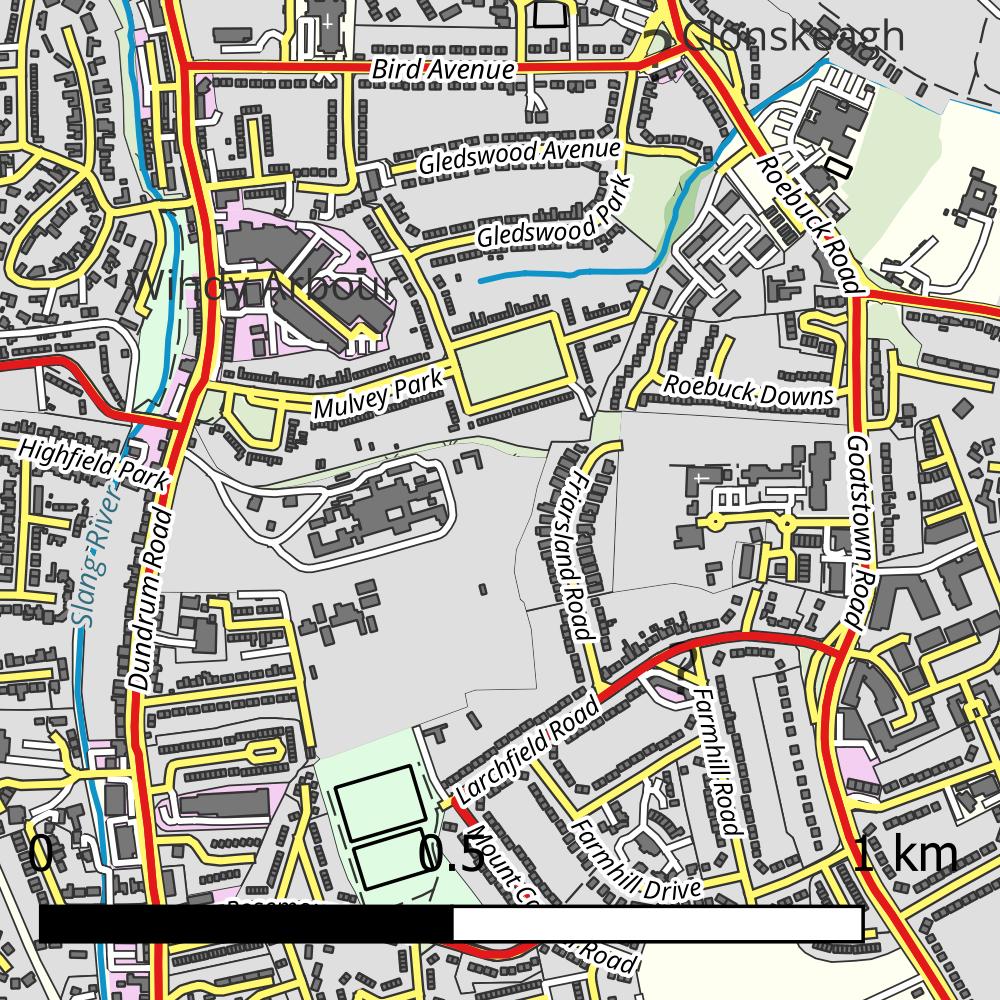 Clonskeagh
Bird Avenue
Gledswood Avenue
Roebuck Road
Gledswood Park
Windy Arbour
Mulvey Park
Roebuck Downs
Highfield Park
Friarsland Road
Goatstown Road
Slang River
Dundrum Road
Larchfield Road
Farmhill Road
Mount
Farmhill Drive
0
0.5
1 km
Road